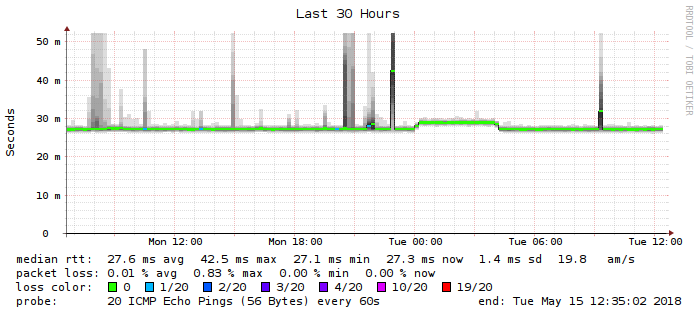 Last 30 Hours
RRDTOOL / TOBI OETIKER
Seconds
50 m
40 m
30 m
20 m
10 m
0
Mon 12:00 Mon 18:00 Tue 00:00 Tue 06:00 Tue 12:00
median rtt: 27.6 ms avg 42.5 ms max 27.1 ms min 27.3 ms now 1.4 ms sd 19.8 am/s
packet loss: 0.01 % avg 0.83 % max 0.00 % min 0.00 % now
loss color: 0 1/20 2/20 3/20 4/20 10/20 19/20
probe: 20 ICMP Echo Pings (56 Bytes) every 60s end: Tue May 15 12:35:02 2018